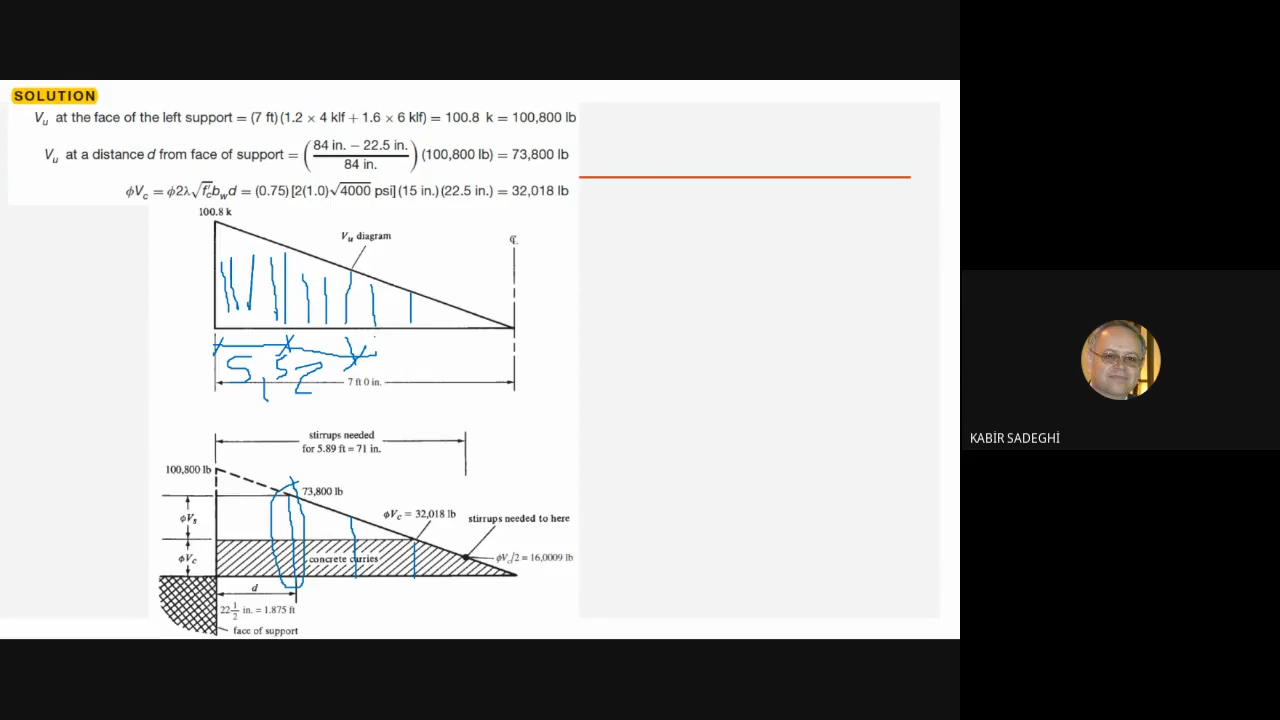 SOLUTION
Vu at the face of the left support = (7 ft)(1.2 × 4 klf + 1.6 × 6 klf) = 100.8 k = 100,800 lb
Vu at a distance d from face of support = (84 in. − 22.5 in. / 84 in.) (100,800 lb) = 73,800 lb
ϕVc = ϕ2λ√f′c bwd = (0.75)[2(1.0)√4000 psi](15 in.)(22.5 in.) = 32,018 lb
100.8 k
Vu diagram
℄
7 ft 0 in.
stirrups needed
for 5.89 ft = 71 in.
100,800 lb
73,800 lb
ϕVc = 32,018 lb
stirrups needed to here
ϕVs
ϕVc
concrete carries
ϕVc/2 = 16,0009 lb
d
22 1/2 in. = 1.875 ft
face of support
KABİR SADEGHİ